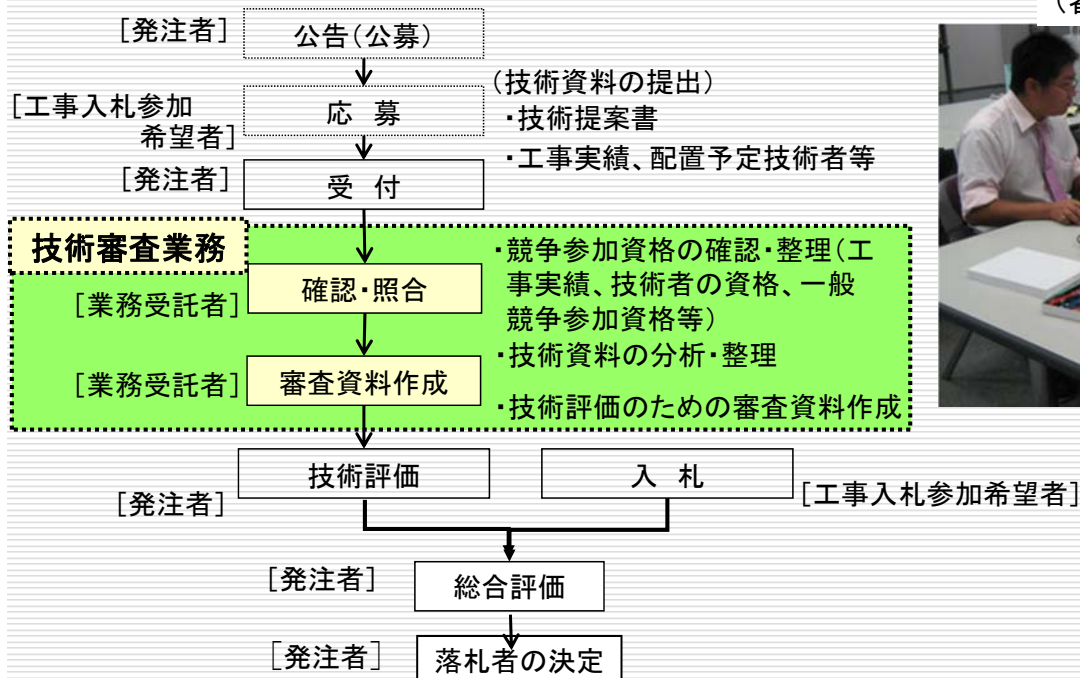 （
[発注者]
公告（公募）
[工事入札参加
希望者]
応　募
（技術資料の提出）
・技術提案書
・工事実績、配置予定技術者等
[発注者]
受　付
技術審査業務
[業務受託者]
確認・照合
・競争参加資格の確認・整理（工
事実績、技術者の資格、一般
競争参加資格等）
・技術資料の分析・整理
[業務受託者]
審査資料作成
・技術評価のための審査資料作成
技術評価
入　札
[発注者]
[工事入札参加希望者]
[発注者]
総合評価
[発注者]
落札者の決定